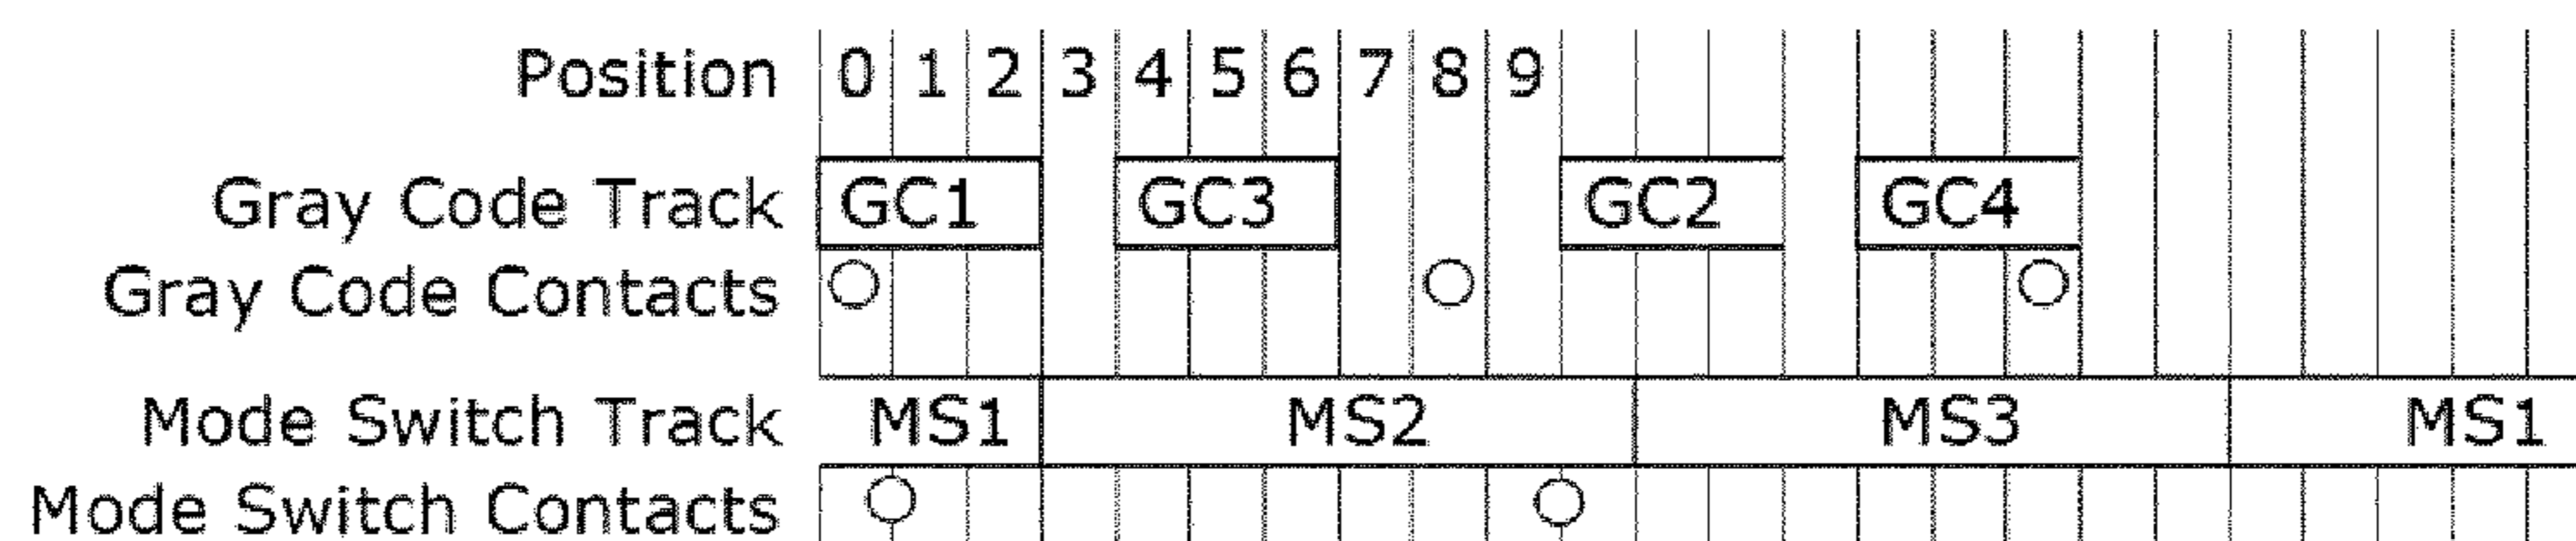 Position 0 1 2 3 4 5 6 7 8 9
Gray Code Track GC1 GC3 GC2 GC4
Gray Code Contacts
Mode Switch Track MS1 MS2 MS3 MS1
Mode Switch Contacts